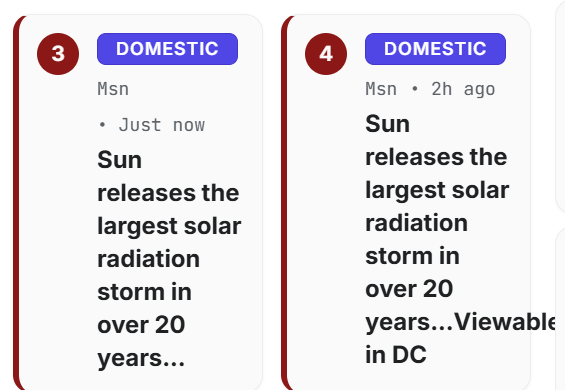 3
DOMESTIC
Msn
• Just now
Sun
releases the
largest solar
radiation
storm in
over 20
years...
4
DOMESTIC
Msn • 2h ago
Sun
releases the
largest solar
radiation
storm in
over 20
years...Viewable
in DC